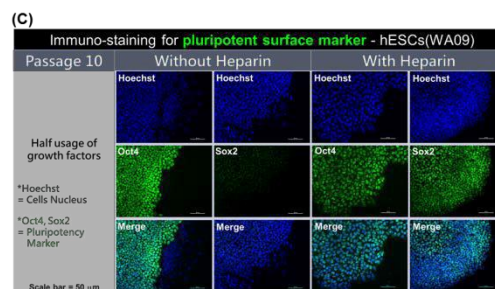 (C)
Immuno-staining for pluripotent surface marker - hESCs(WA09)
Passage 10
Without Heparin
With Heparin
Hoechst
Hoechst
Hoechst
Hoechst
Half usage of
growth factors
Oct4
Sox2
Oct4
Sox2
*Hoechst
= Cells Nucleus
*Oct4, Sox2
= Pluripotency
Marker
Merge
Merge
Merge
Merge
Scale bar = 50 μm